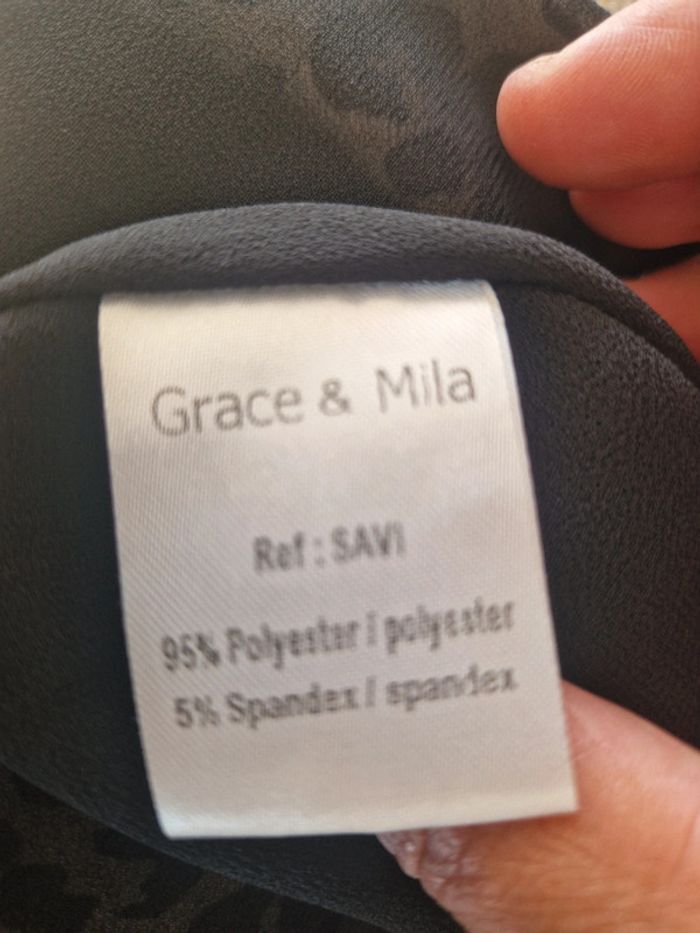 Grace & Mila
Ref : SAVI
95% Polyester / polyester
5% Spandex / spandex